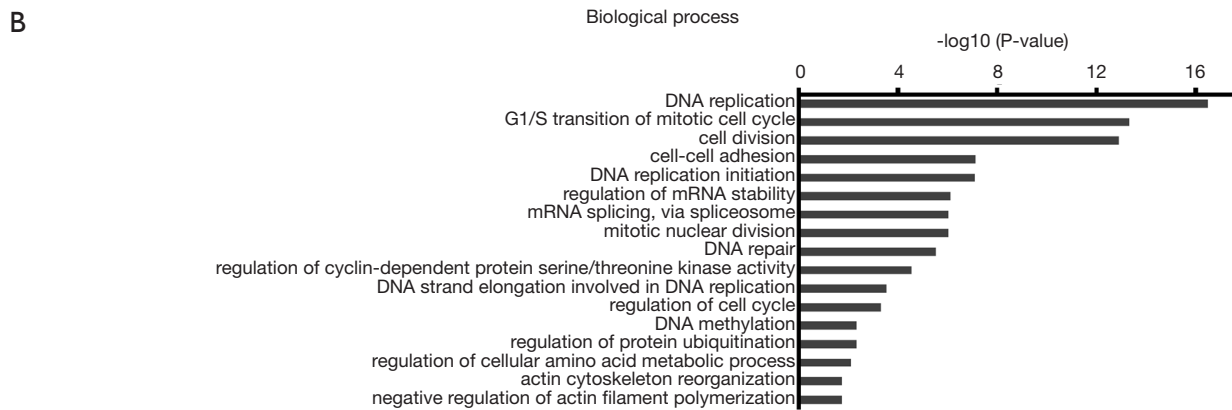 B
Biological process
-log10 (P-value)
0 4 8 12 16
DNA replication
G1/S transition of mitotic cell cycle
cell division
cell-cell adhesion
DNA replication initiation
regulation of mRNA stability
mRNA splicing, via spliceosome
mitotic nuclear division
DNA repair
regulation of cyclin-dependent protein serine/threonine kinase activity
DNA strand elongation involved in DNA replication
regulation of cell cycle
DNA methylation
regulation of protein ubiquitination
regulation of cellular amino acid metabolic process
actin cytoskeleton reorganization
negative regulation of actin filament polymerization